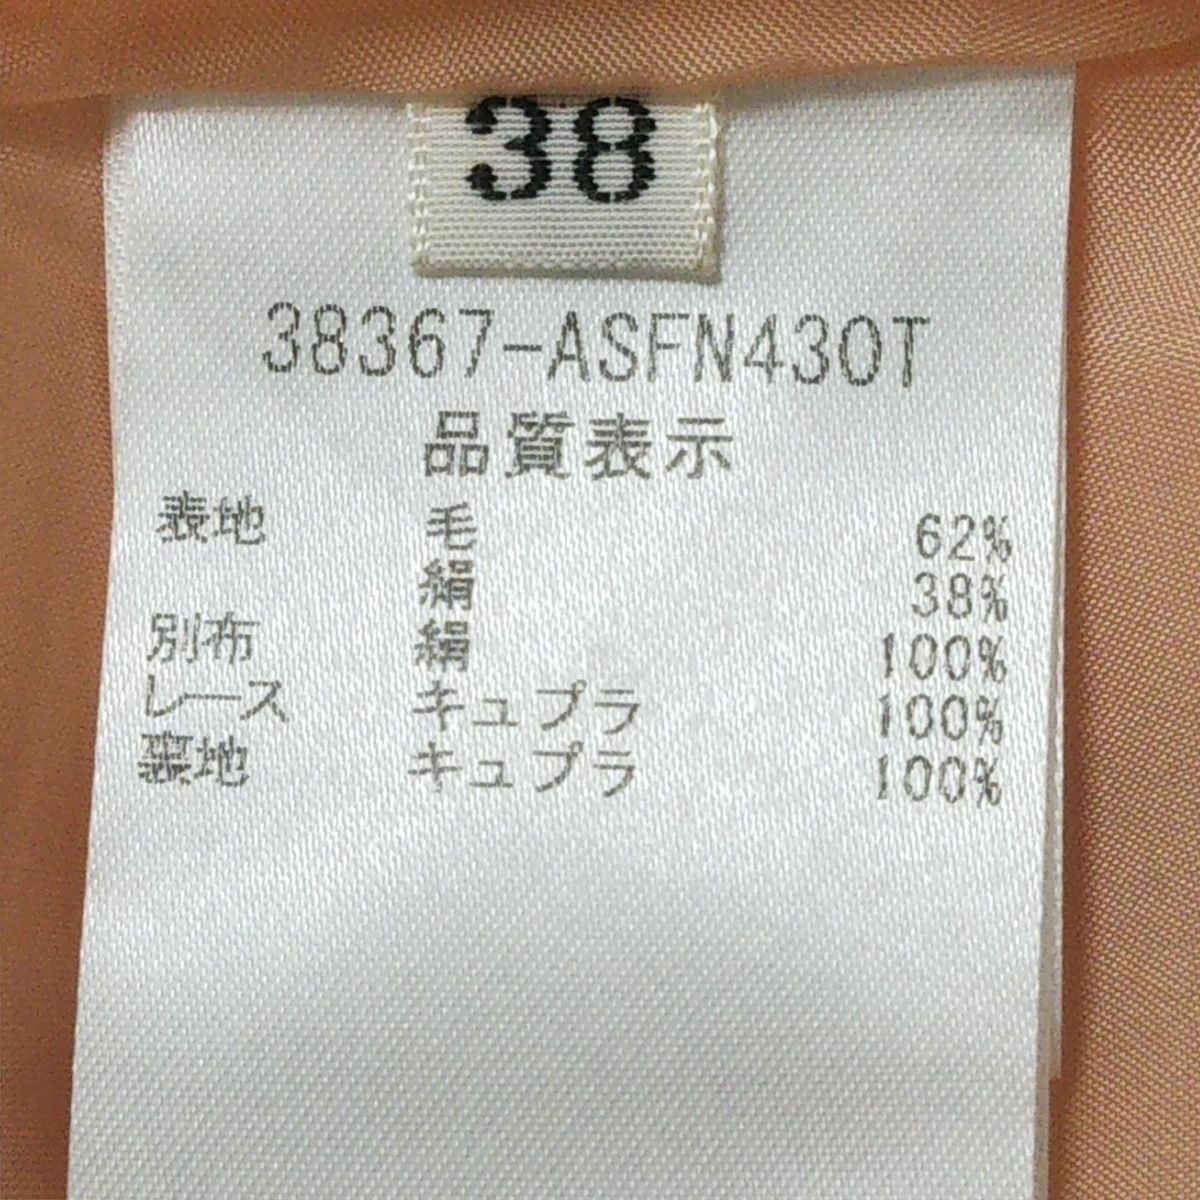 38
38367-ASFN430T
品質表示
表地 毛 62%
絹 38%
別布 絹 100%
レース キュプラ 100%
裏地 キュプラ 100%